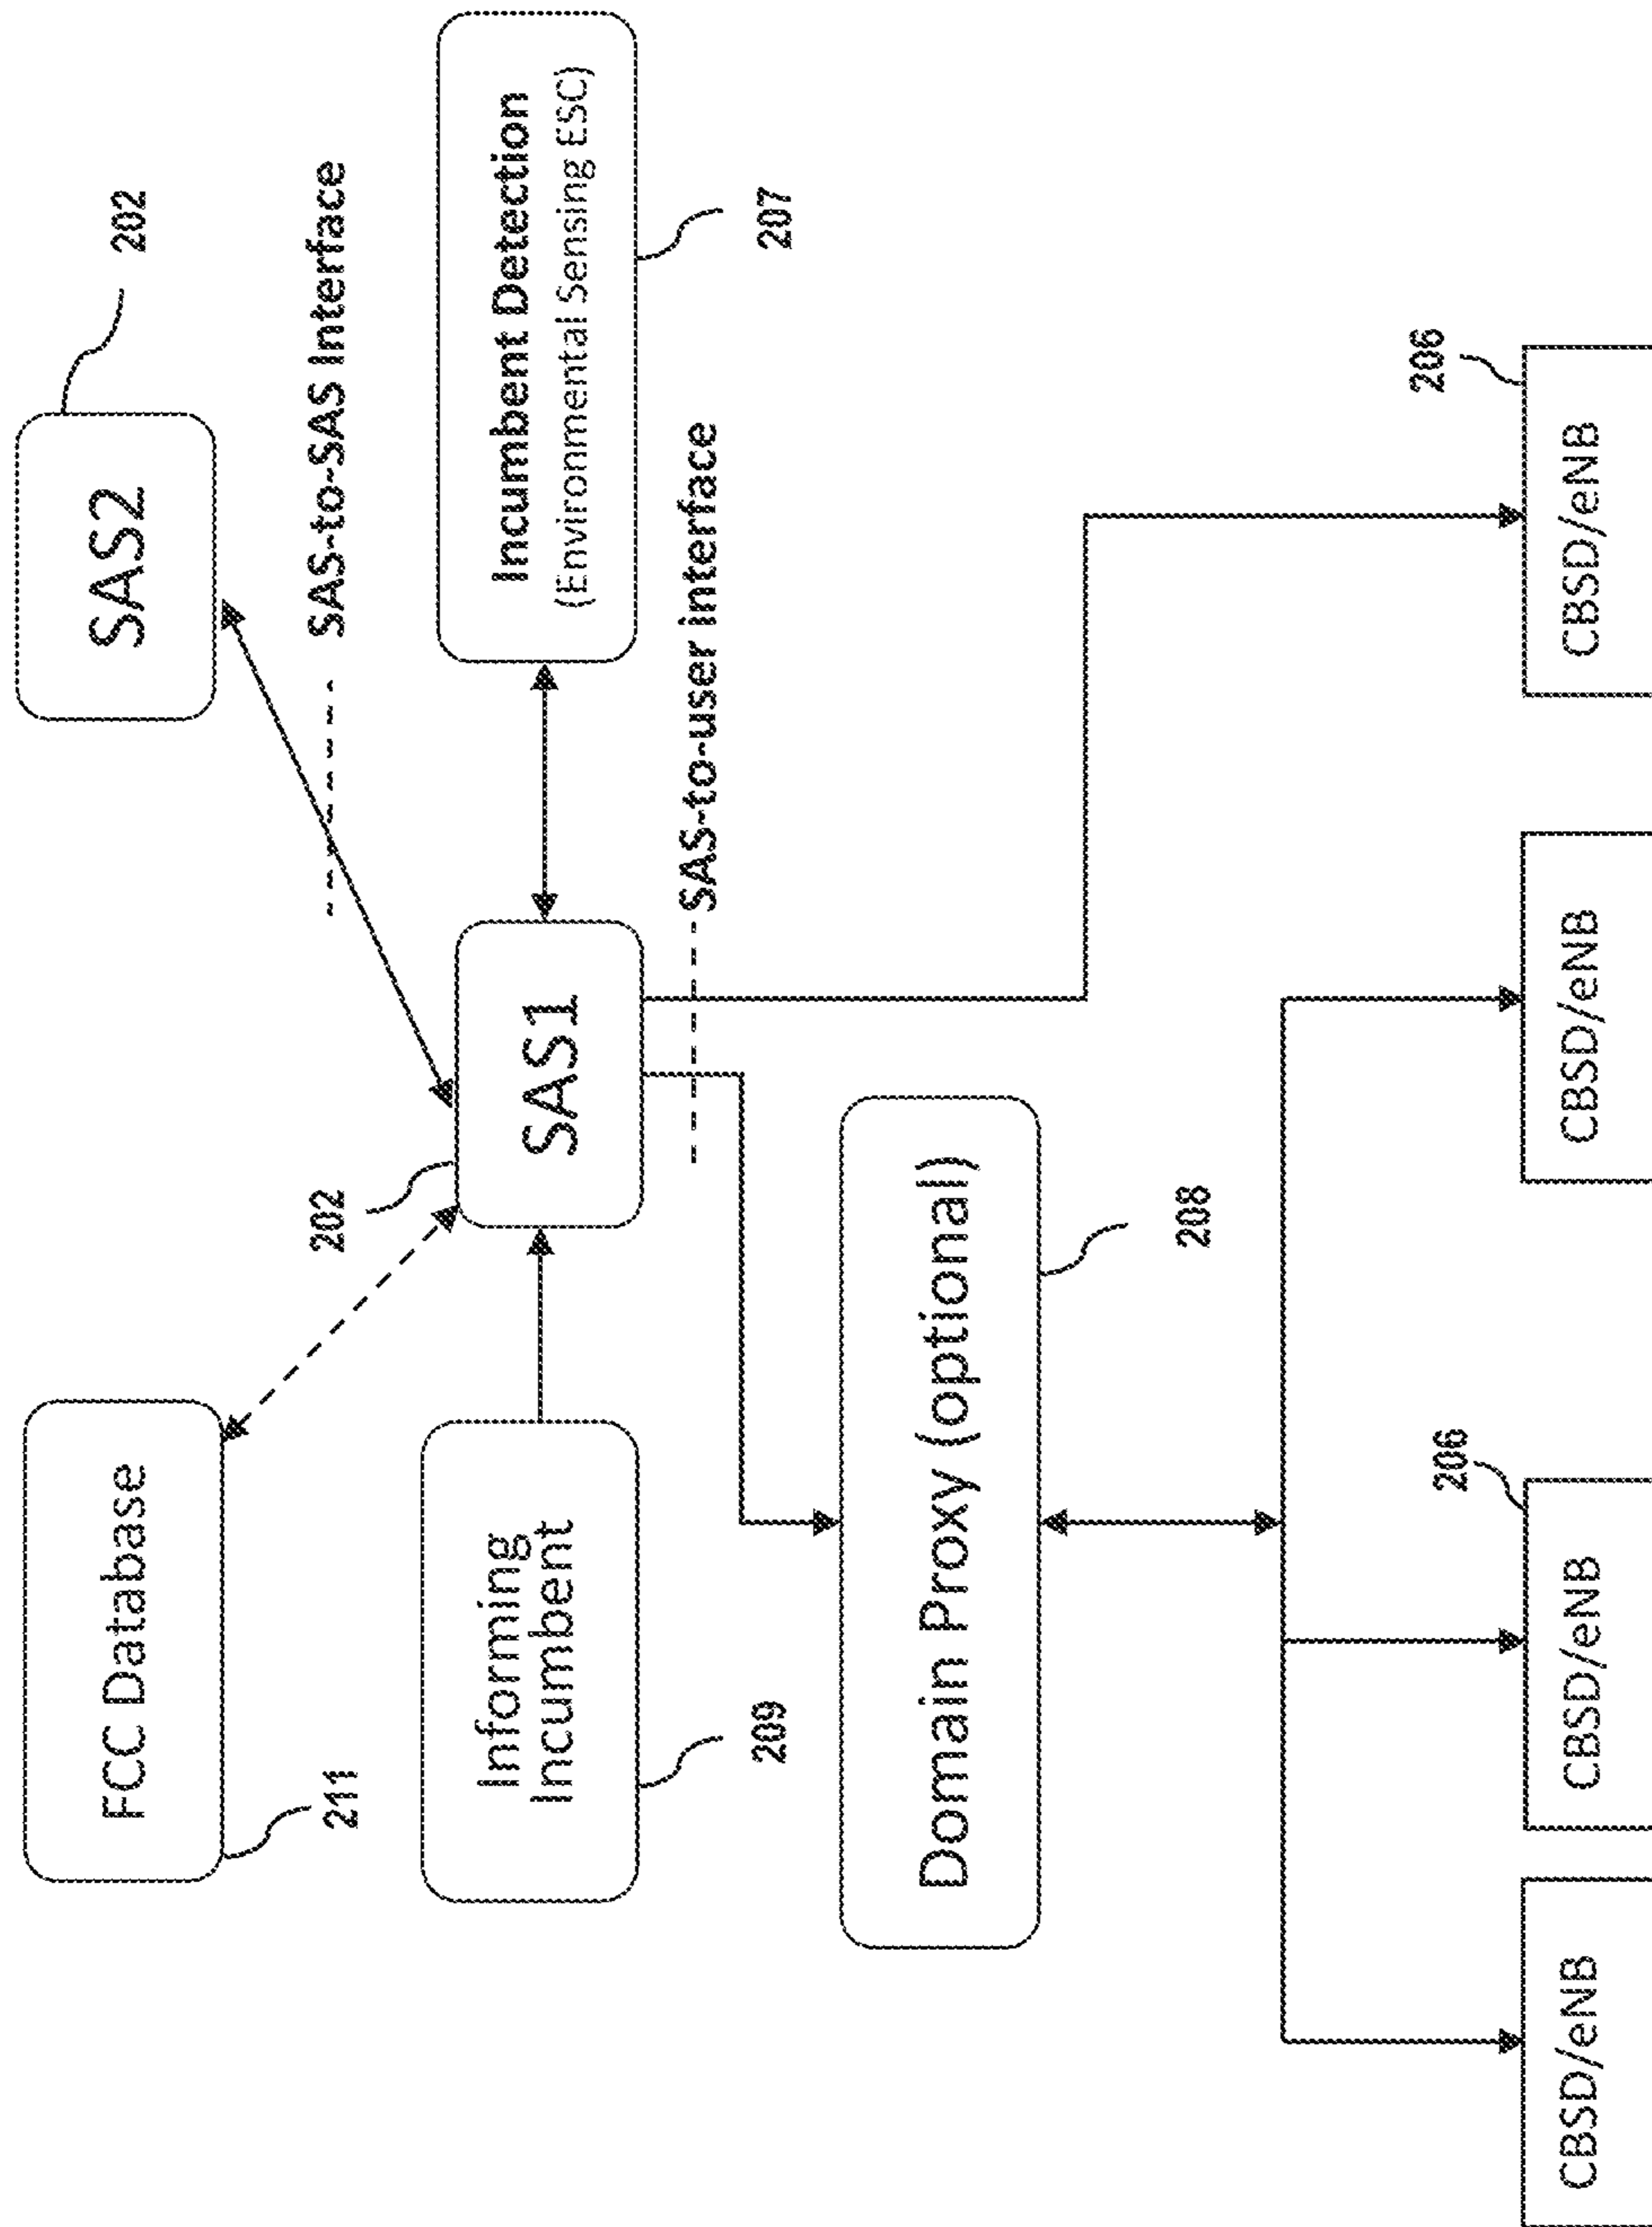 FCC Database
211
SAS2
202
SAS-to-SAS Interface
Informing
Incumbent
209
202
SAS1
Incumbent Detection
(Environmental Sensing ESC)
207
SAS-to-user interface
Domain Proxy (optional)
208
CBSD/eNB
CBSD/eNB
206
CBSD/eNB
CBSD/eNB
206